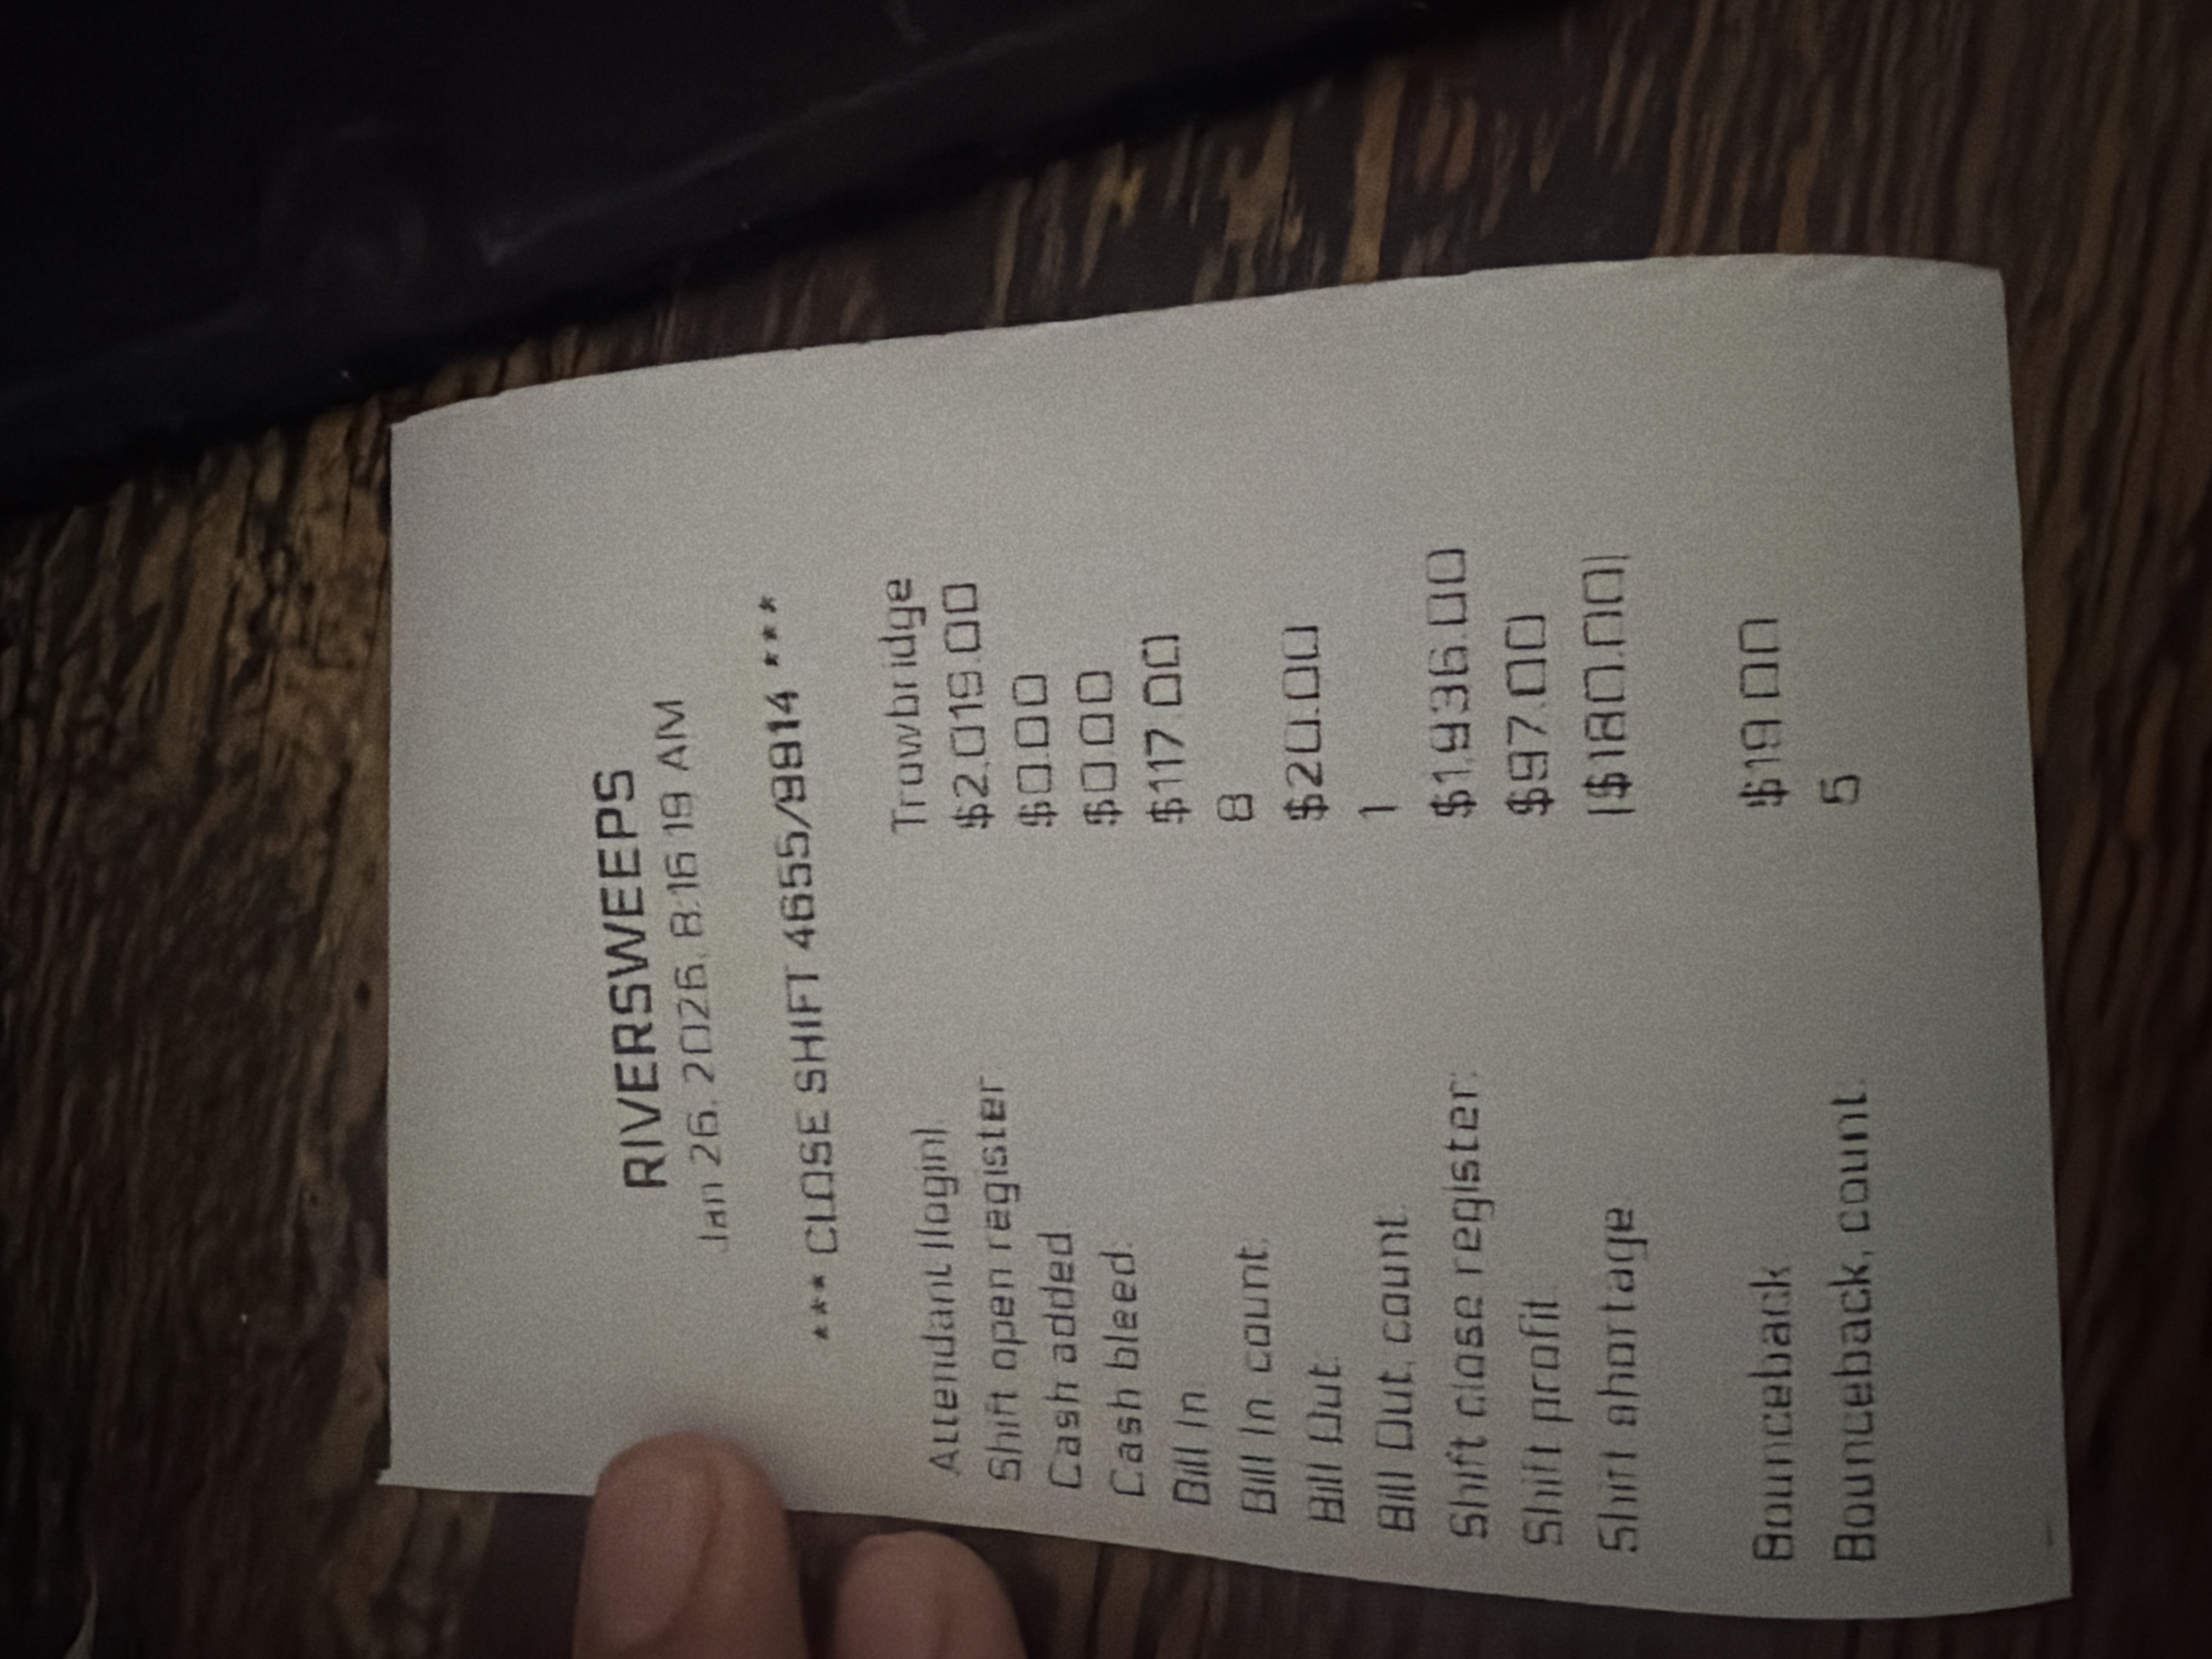 RIVERSWEEPS
Jan 26, 2026, 8:16:19 AM
*** CLOSE SHIFT 4655/9914 ***
Attendant (login) Trowbridge
Shift open register $2,019.00
Cash added $0.00
Cash bleed: $0.00
Bill In $117.00
Bill In, count: 8
Bill Out: $20.00
Bill Out, count: 1
Shift close register: $1,936.00
Shift profit $97.00
Shift shortage ($180.00)
Bounceback $19.00
Bounceback, count: 5